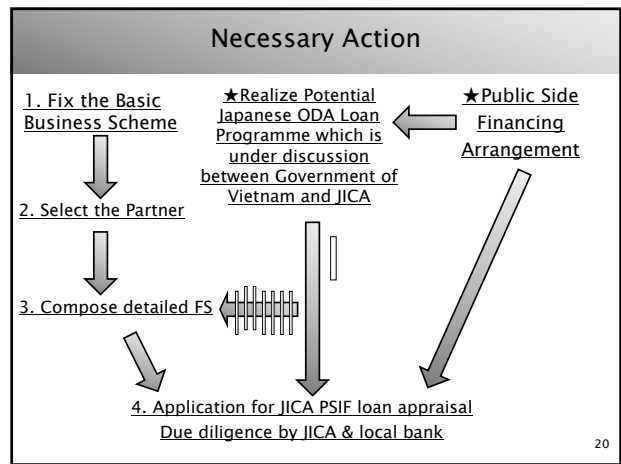 Necessary Action
1. Fix the Basic
Business Scheme
2. Select the Partner
3. Compose detailed FS
★Realize Potential
Japanese ODA Loan
Programme which is
under discussion
between Government of
Vietnam and JICA
★Public Side
Financing
Arrangement
4. Application for JICA PSIF loan appraisal
Due diligence by JICA & local bank
20